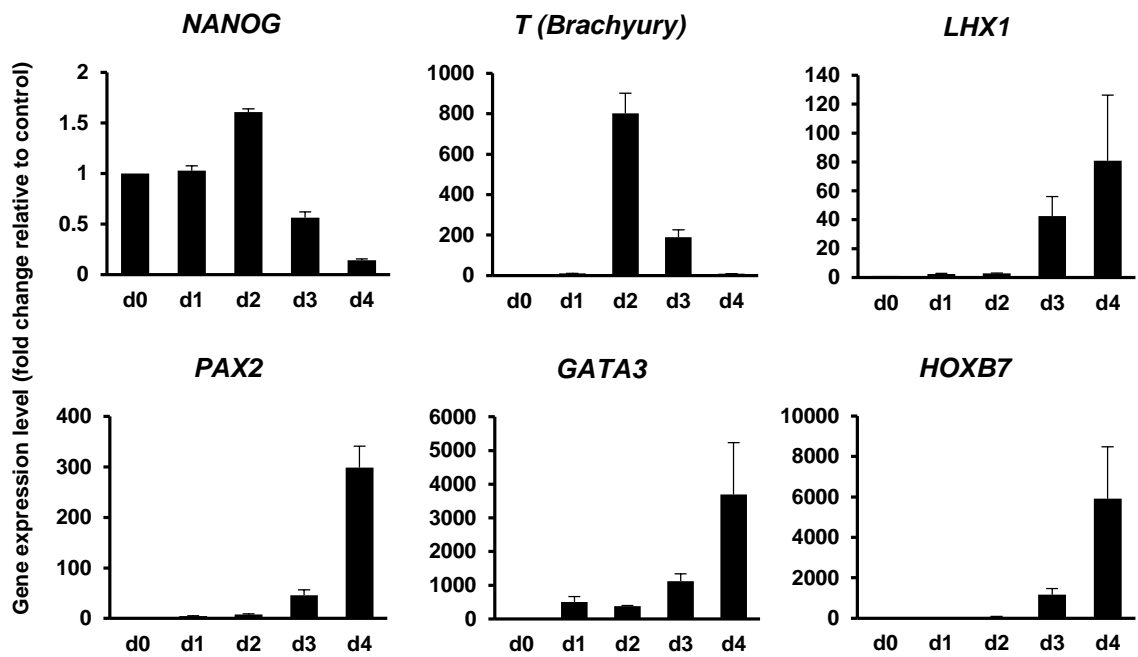 NANOG
T (Brachyury)
LHX1
Gene expression level (fold change relative to control)
2
1.5
1
0.5
0
d0 d1 d2 d3 d4
1000
800
600
400
200
0
d0 d1 d2 d3 d4
140
120
100
80
60
40
20
0
d0 d1 d2 d3 d4
PAX2
GATA3
HOXB7
400
300
200
100
0
d0 d1 d2 d3 d4
6000
5000
4000
3000
2000
1000
0
d0 d1 d2 d3 d4
10000
8000
6000
4000
2000
0
d0 d1 d2 d3 d4